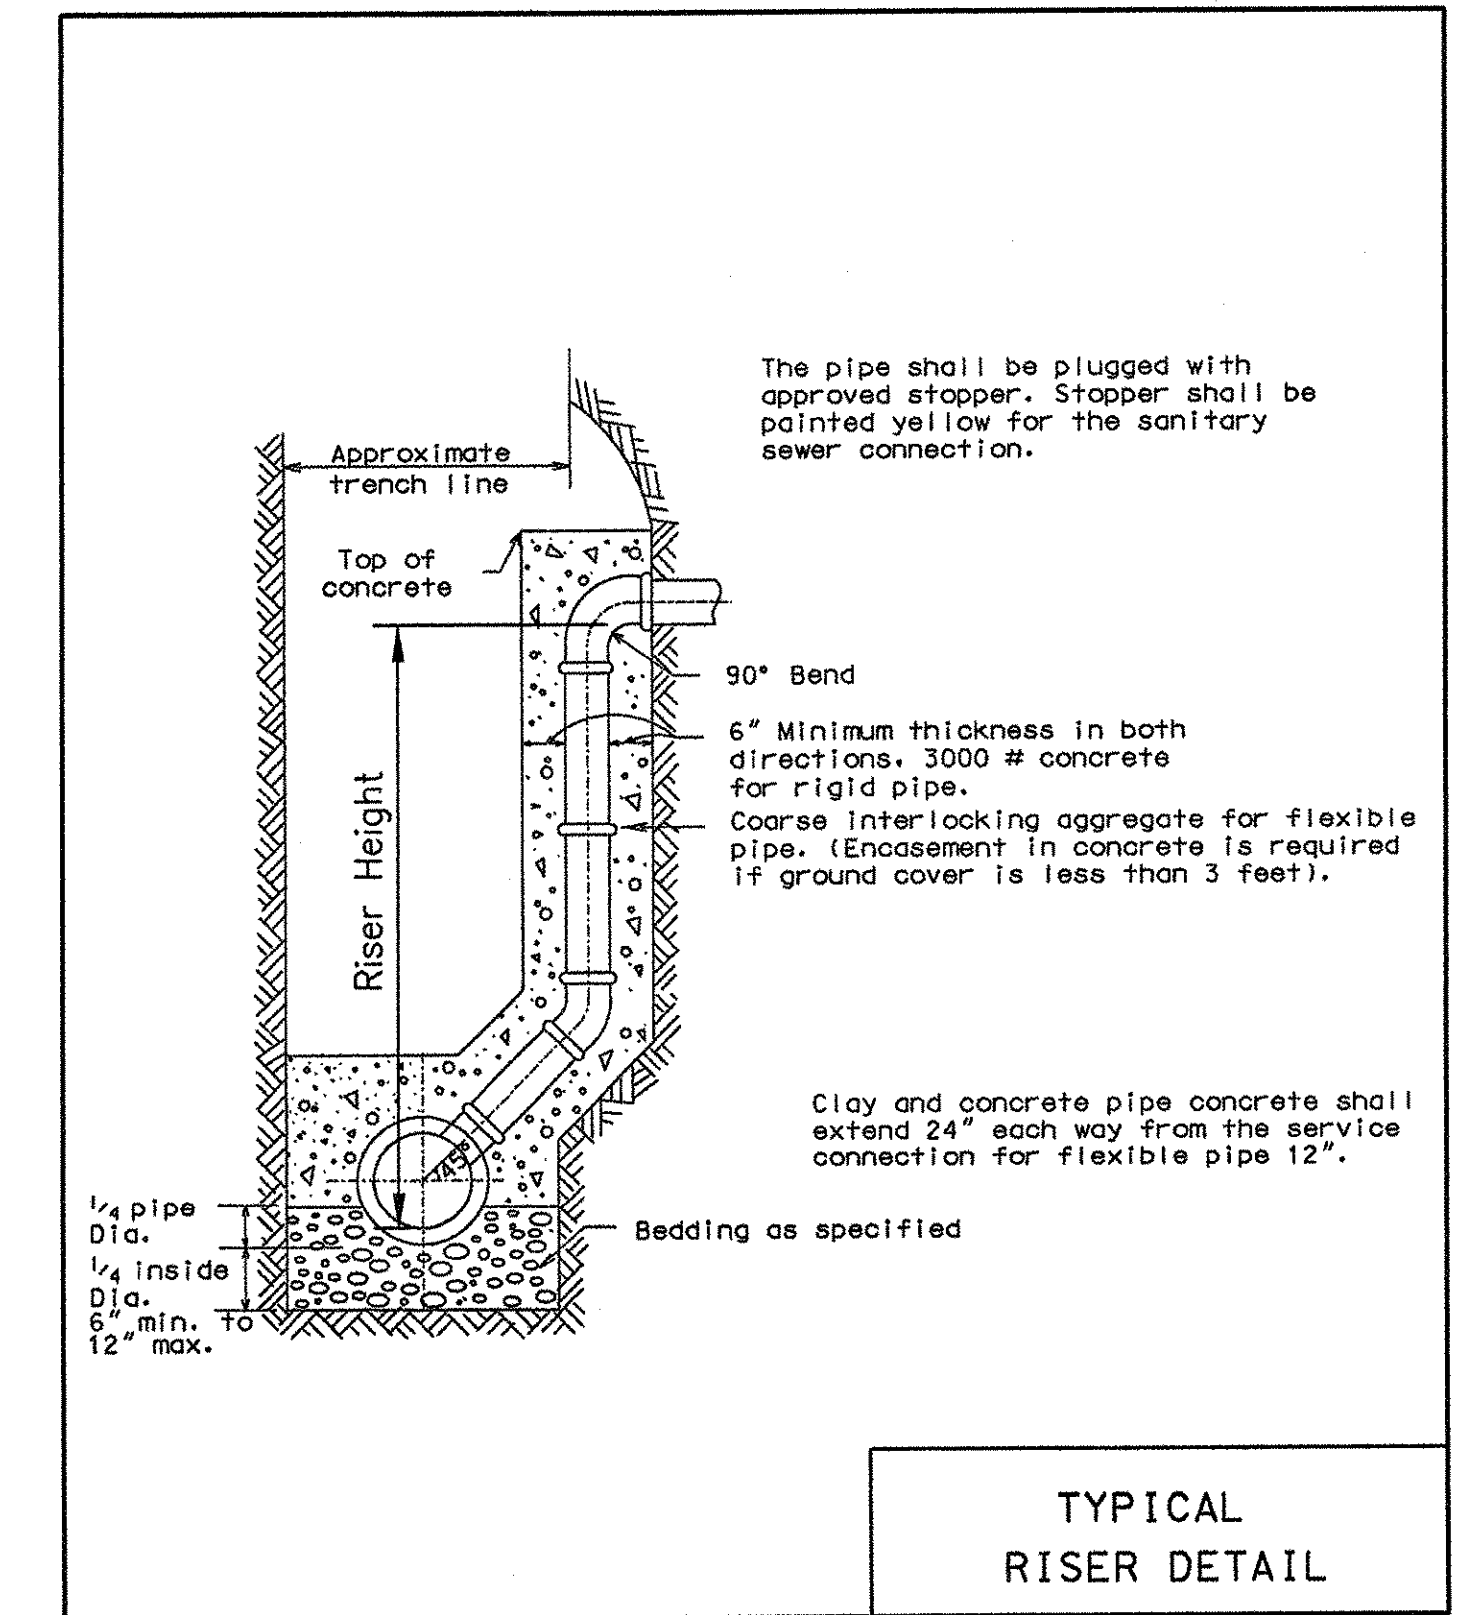 The pipe shall be plugged with
approved stopper. Stopper shall be
painted yellow for the sanitary
sewer connection.
Approximate
trench line
Top of
concrete
90° Bend
6" Minimum thickness in both
directions. 3000 # concrete
for rigid pipe.
Coarse interlocking aggregate for flexible
pipe. (Encasement in concrete is required
if ground cover is less than 3 feet).
Riser Height
Clay and concrete pipe concrete shall
extend 24" each way from the service
connection for flexible pipe 12".
45°
1/4 pipe
Dia.
Bedding as specified
1/4 inside
Dia.
6" min. to
12" max.
TYPICAL
RISER DETAIL